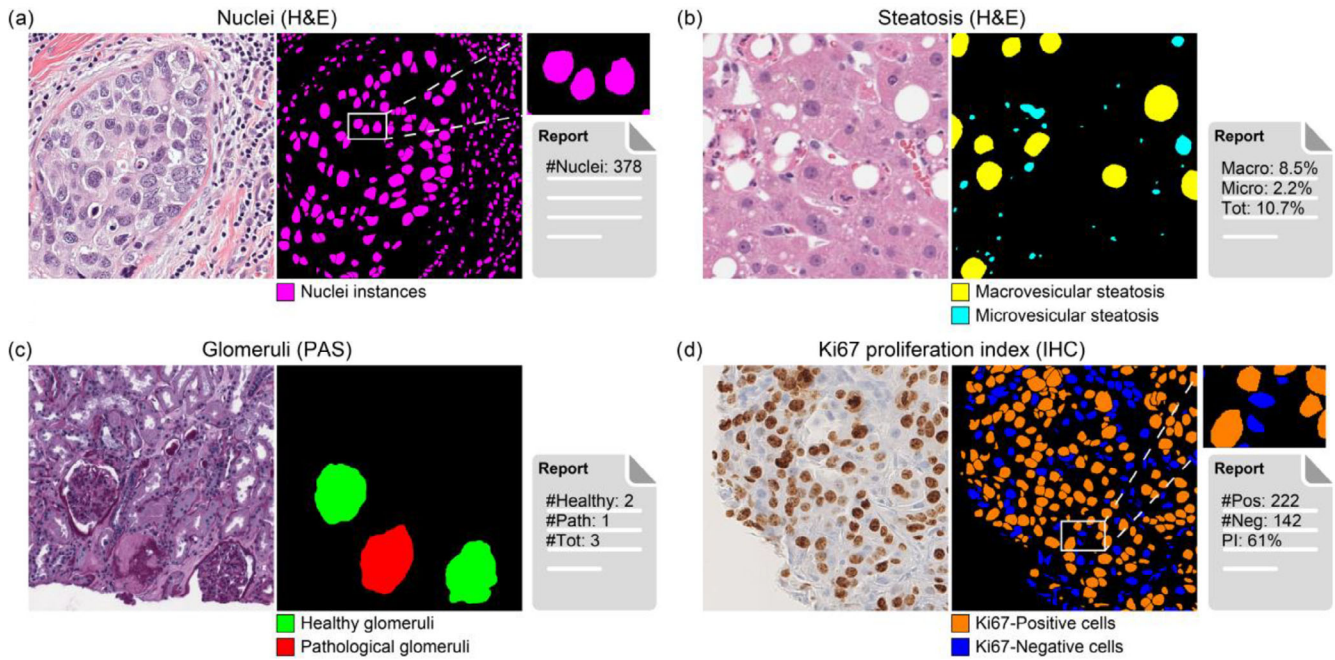 (a) Nuclei (H&E)
Report
#Nuclei: 378
Nuclei instances
(b) Steatosis (H&E)
Report
Macro: 8.5%
Micro: 2.2%
Tot: 10.7%
Macrovesicular steatosis
Microvesicular steatosis
(c) Glomeruli (PAS)
Report
#Healthy: 2
#Path: 1
#Tot: 3
Healthy glomeruli
Pathological glomeruli
(d) Ki67 proliferation index (IHC)
Report
#Pos: 222
#Neg: 142
PI: 61%
Ki67-Positive cells
Ki67-Negative cells